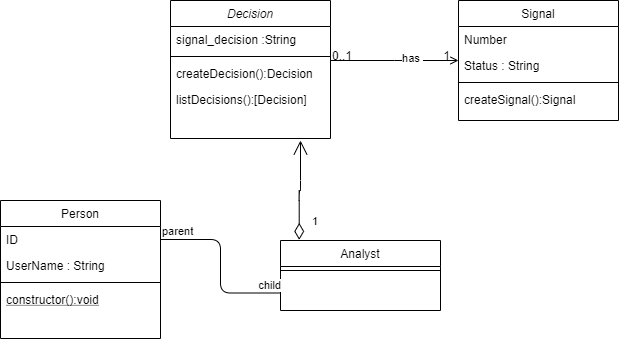 Decision
signal_decision :String
createDecision():Decision
listDecisions():[Decision]
0..1
has
1
Signal
Number
Status : String
createSignal():Signal
1
Person
ID
UserName : String
constructor():void
parent
child
Analyst